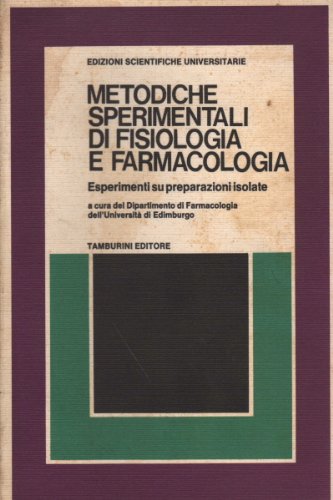 EDIZIONI SCIENTIFICHE UNIVERSITARIE
METODICHE
SPERIMENTALI
DI FISIOLOGIA
E FARMACOLOGIA
Esperimenti su preparazioni isolate
a cura del Dipartimento di Farmacologia
dell'Università di Edimburgo
TAMBURINI EDITORE